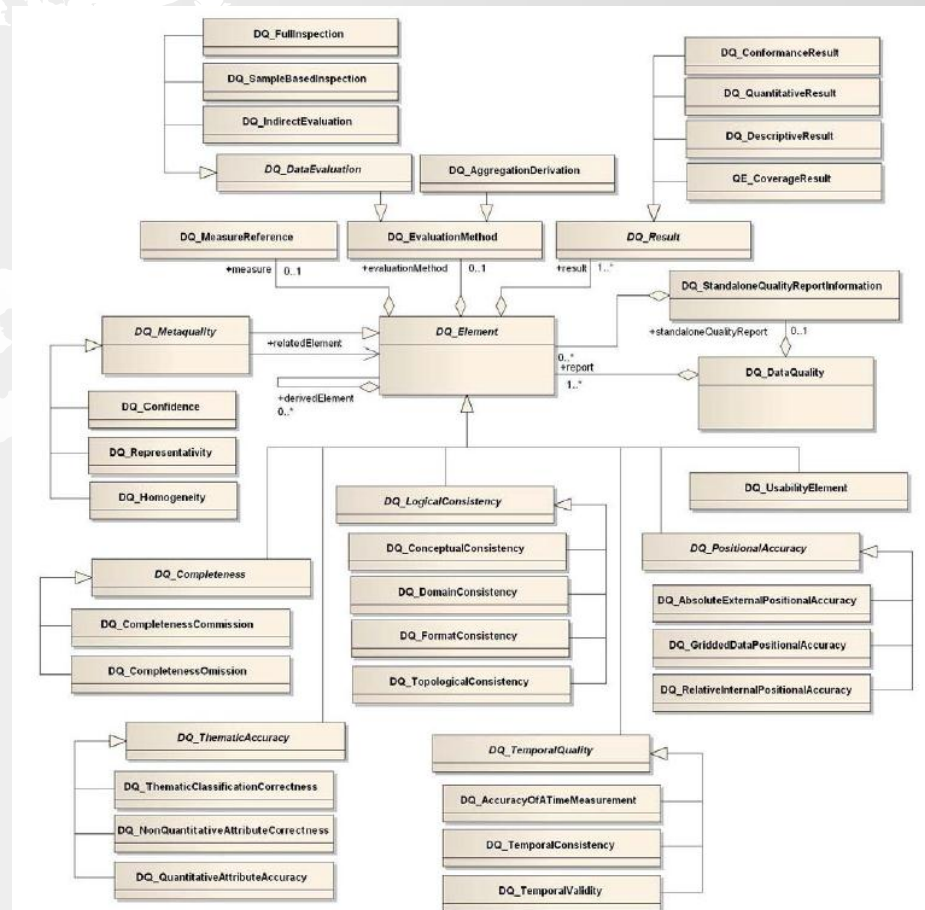 DQ_FullInspection
DQ_SampleBasedInspection
DQ_IndirectEvaluation
DQ_DataEvaluation
DQ_AggregationDerivation
DQ_ConformanceResult
DQ_QuantitativeResult
DQ_DescriptiveResult
QE_CoverageResult
DQ_MeasureReference
DQ_EvaluationMethod
DQ_Result
+measure 0..1
+evaluationMethod 0..1
+result 1..*
DQ_StandaloneQualityReportInformation
DQ_Metaquality
+relatedElement
DQ_Element
0..*
+report
1..*
+standaloneQualityReport 0..1
DQ_DataQuality
+derivedElement
0..*
DQ_Confidence
DQ_Representativity
DQ_Homogeneity
DQ_LogicalConsistency
DQ_ConceptualConsistency
DQ_DomainConsistency
DQ_FormatConsistency
DQ_TopologicalConsistency
DQ_UsabilityElement
DQ_PositionalAccuracy
DQ_AbsoluteExternalPositionalAccuracy
DQ_GriddedDataPositionalAccuracy
DQ_RelativeInternalPositionalAccuracy
DQ_Completeness
DQ_CompletenessCommission
DQ_CompletenessOmission
DQ_ThematicAccuracy
DQ_ThematicClassificationCorrectness
DQ_NonQuantitativeAttributeCorrectness
DQ_QuantitativeAttributeAccuracy
DQ_TemporalQuality
DQ_AccuracyOfATimeMeasurement
DQ_TemporalConsistency
DQ_TemporalValidity